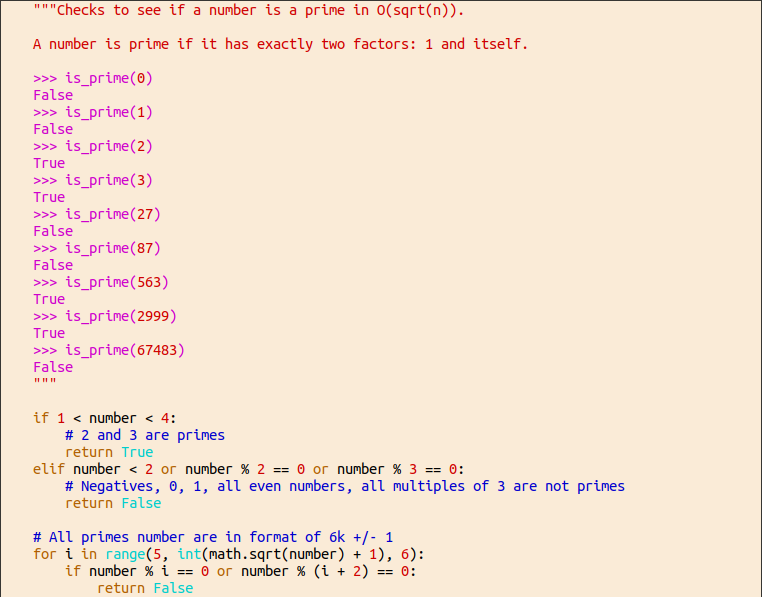 """Checks to see if a number is a prime in O(sqrt(n)).
A number is prime if it has exactly two factors: 1 and itself.
>>> is_prime(0)
False
>>> is_prime(1)
False
>>> is_prime(2)
True
>>> is_prime(3)
True
>>> is_prime(27)
False
>>> is_prime(87)
False
>>> is_prime(563)
True
>>> is_prime(2999)
True
>>> is_prime(67483)
False
"""
if 1 < number < 4:
    # 2 and 3 are primes
    return True
elif number < 2 or number % 2 == 0 or number % 3 == 0:
    # Negatives, 0, 1, all even numbers, all multiples of 3 are not primes
    return False
# All primes number are in format of 6k +/- 1
for i in range(5, int(math.sqrt(number) + 1), 6):
    if number % i == 0 or number % (i + 2) == 0:
        return False